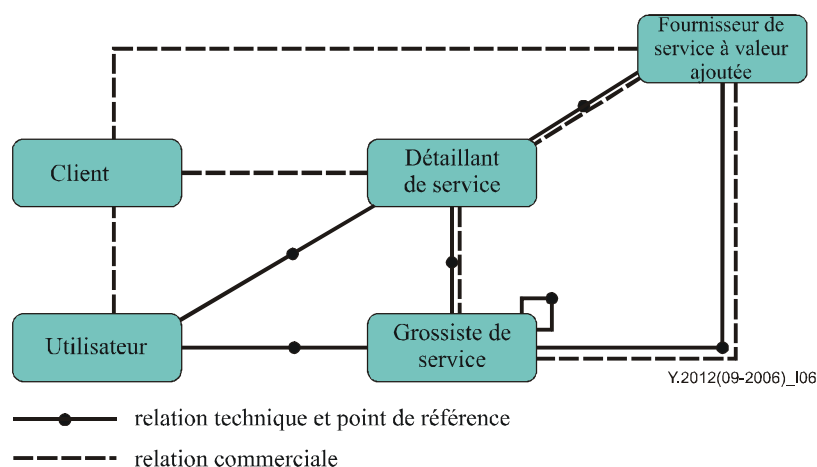 Fournisseur de
service à valeur
ajoutée
Client
Détaillant
de service
Utilisateur
Grossiste de
service
Y.2012(09-2006)_I06
relation technique et point de référence
relation commerciale